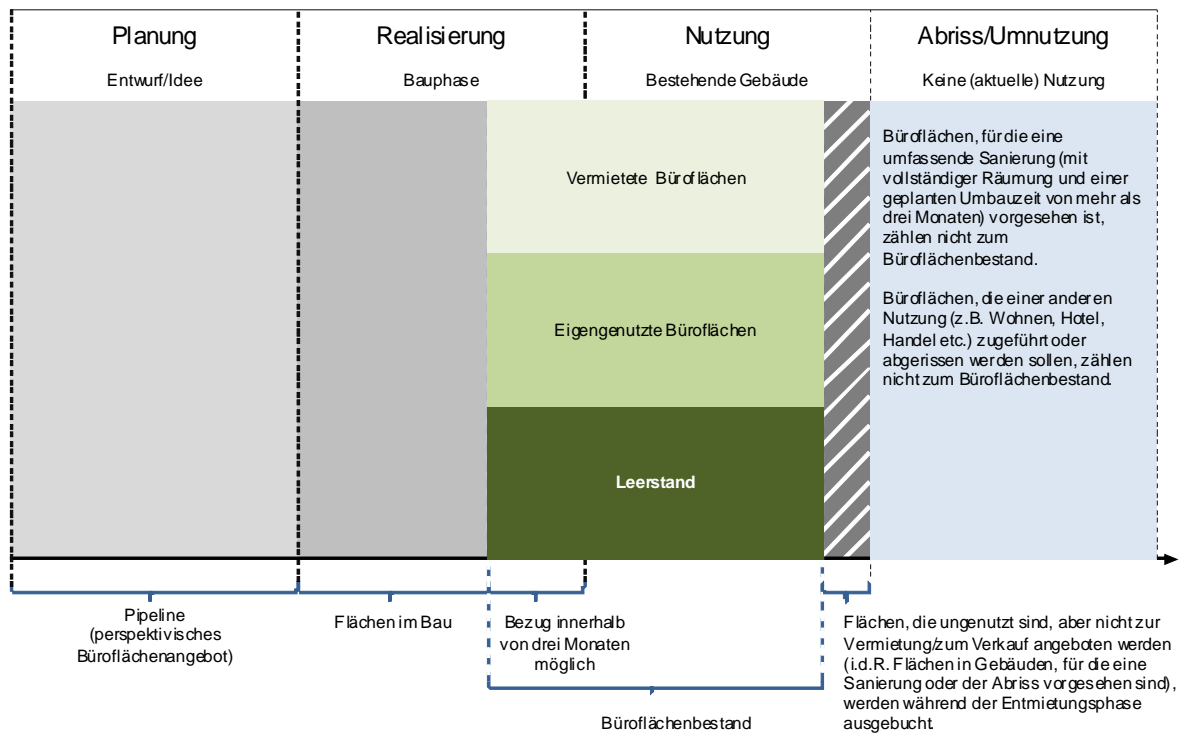 Planung
Realisierung
Nutzung
Abriss/Umnutzung
Entwurf/Idee
Bauphase
Bestehende Gebäude
Keine (aktuelle) Nutzung
Vermietete Büroflächen
Eigengenutzte Büroflächen
Leerstand
Büroflächen, für die eine
umfassende Sanierung (mit
vollständiger Räumung und einer
geplanten Umbauzeit von mehr als
drei Monaten) vorgesehen ist,
zählen nicht zum
Büroflächenbestand.
Büroflächen, die einer anderen
Nutzung (z.B. Wohnen, Hotel,
Handel etc.) zugeführt oder
abgerissen werden sollen, zählen
nicht zum Büroflächenbestand.
Pipeline
(perspektivisches
Büroflächenangebot)
Flächen im Bau
Bezug innerhalb
von drei Monaten
möglich
Büroflächenbestand
Flächen, die ungenutzt sind, aber nicht zur
Vermietung/zum Verkauf angeboten werden
(i.d.R. Flächen in Gebäuden, für die eine
Sanierung oder der Abriss vorgesehen sind),
werden während der Entmietungsphase
ausgebucht.